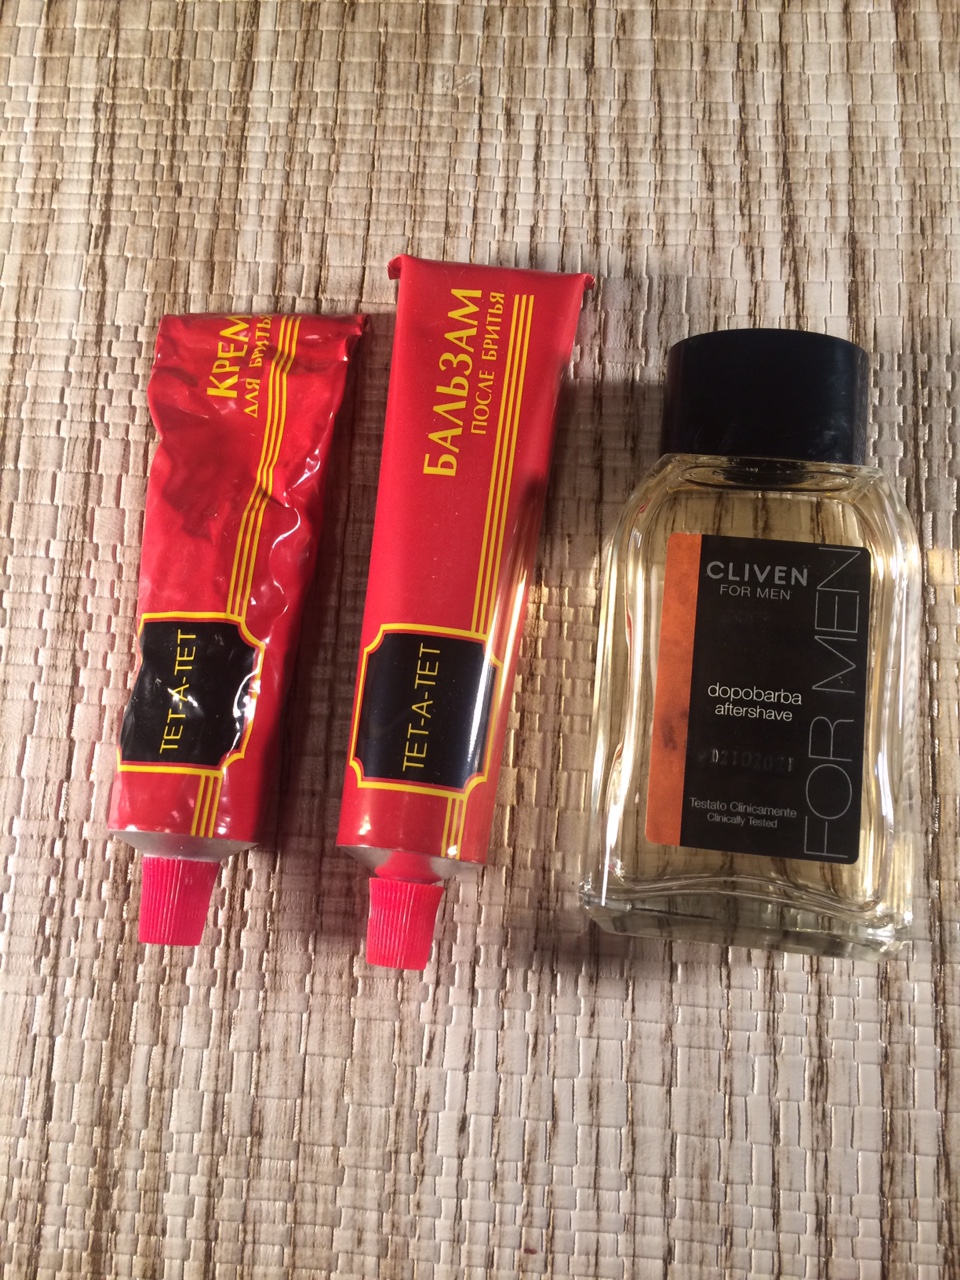 КРЕМ
ДЛЯ БРИТЬЯ
ТЕТ-А-ТЕТ
БАЛЬЗАМ
ПОСЛЕ БРИТЬЯ
ТЕТ-А-ТЕТ
CLIVEN
FOR MEN
dopobarba
aftershave
02102021
Testato Clinicamente
Clinically Tested
FOR MEN